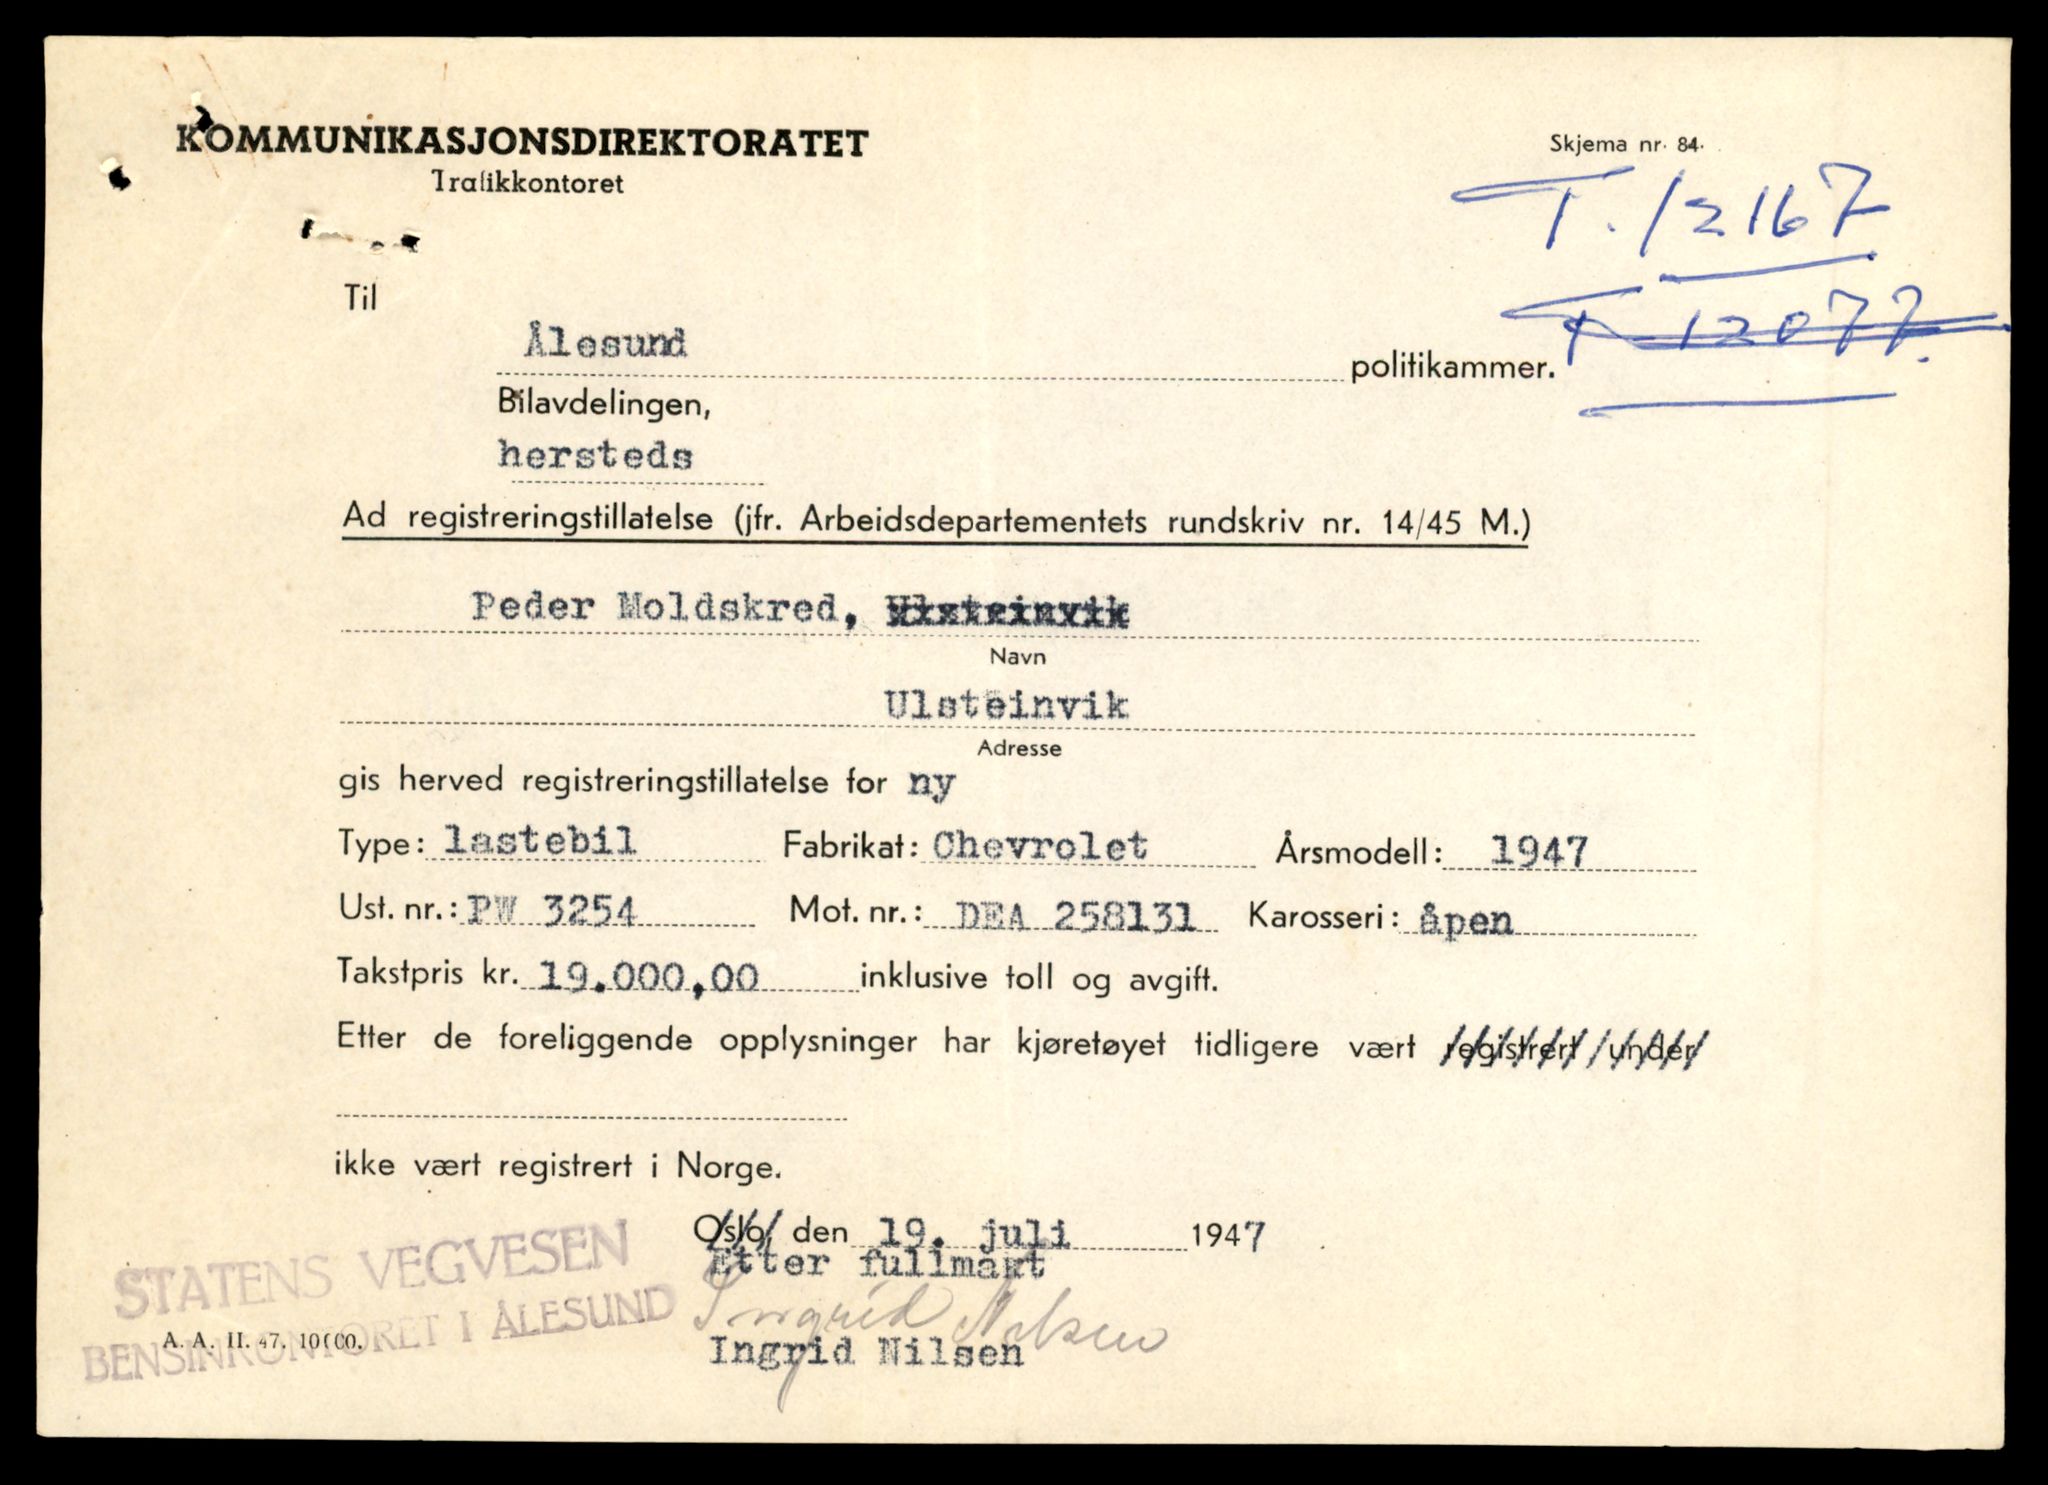 KOMMUNIKASJONSDIREKTORATET
Trafikkontoret
Skjema nr. 84.
T. 12167
T 12077.
Til
Ålesund politikammer.
Bilavdelingen,
hersteds
Ad registreringstillatelse (jfr. Arbeidsdepartementets rundskriv nr. 14/45 M.)
Peder Moldskred, Ulsteinvik
Navn
Ulsteinvik
Adresse
gis herved registreringstillatelse for ny
Type: lastebil Fabrikat: Chevrolet Årsmodell: 1947
Ust. nr.: PW 3254 Mot. nr.: DEA 258131 Karosseri: åpen
Takstpris kr. 19.000,00 inklusive toll og avgift.
Etter de foreliggende opplysninger har kjøretøyet tidligere vært registrert under
ikke vært registrert i Norge.
Oslo, den 19. juli 1947
Etter fullmakt
Ingrid Nilsen
Ingrid Nilsen
STATENS VEGVESEN
BENSINKONTORET I ÅLESUND
A. A. II. 47. 10000.